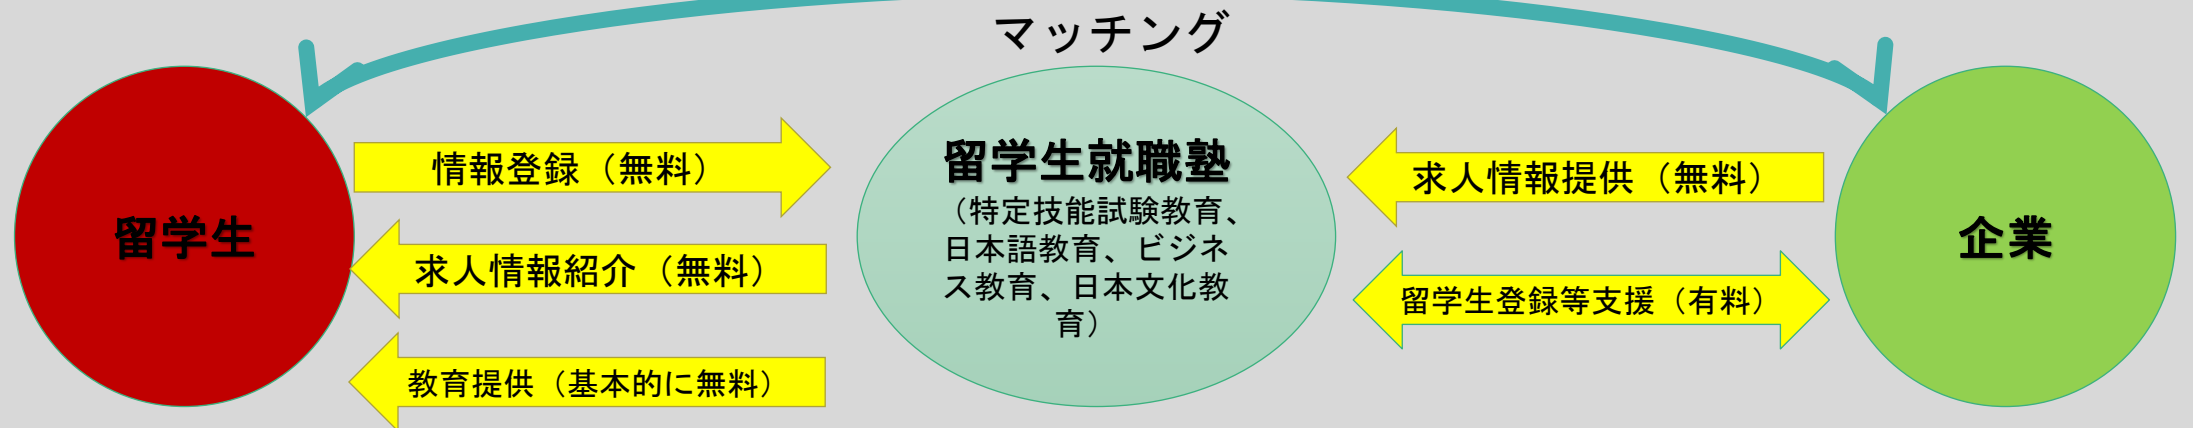 マッチング
留学生
情報登録（無料）
求人情報紹介（無料）
教育提供（基本的に無料）
留学生就職塾
（特定技能試験教育、
日本語教育、ビジネ
ス教育、日本文化教
育）
求人情報提供（無料）
留学生登録等支援（有料）
企業